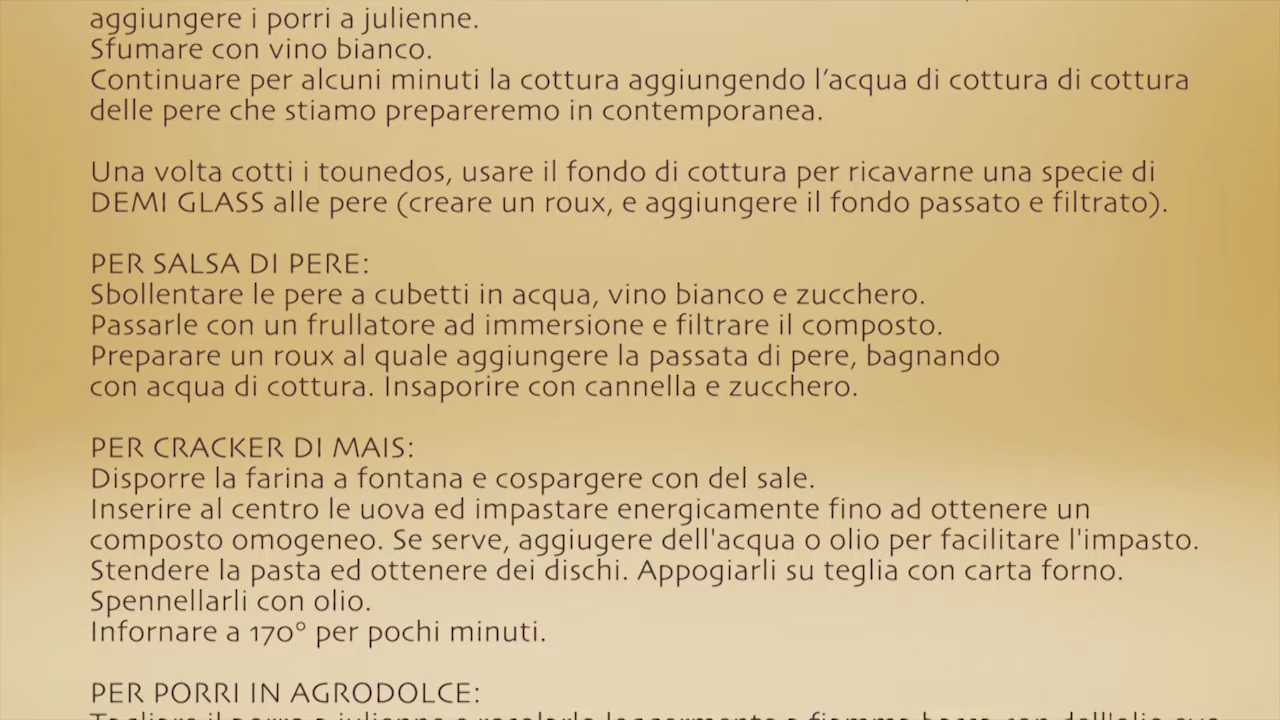 aggiungere i porri a julienne.
Sfumare con vino bianco.
Continuare per alcuni minuti la cottura aggiungendo l’acqua di cottura di cottura
delle pere che stiamo prepareremo in contemporanea.
Una volta cotti i tounedos, usare il fondo di cottura per ricavarne una specie di
DEMI GLASS alle pere (creare un roux, e aggiungere il fondo passato e filtrato).
PER SALSA DI PERE:
Sbollentare le pere a cubetti in acqua, vino bianco e zucchero.
Passarle con un frullatore ad immersione e filtrare il composto.
Preparare un roux al quale aggiungere la passata di pere, bagnando
con acqua di cottura. Insaporire con cannella e zucchero.
PER CRACKER DI MAIS:
Disporre la farina a fontana e cospargere con del sale.
Inserire al centro le uova ed impastare energicamente fino ad ottenere un
composto omogeneo. Se serve, aggiugere dell'acqua o olio per facilitare l'impasto.
Stendere la pasta ed ottenere dei dischi. Appogiarli su teglia con carta forno.
Spennellarli con olio.
Infornare a 170° per pochi minuti.
PER PORRI IN AGRODOLCE: